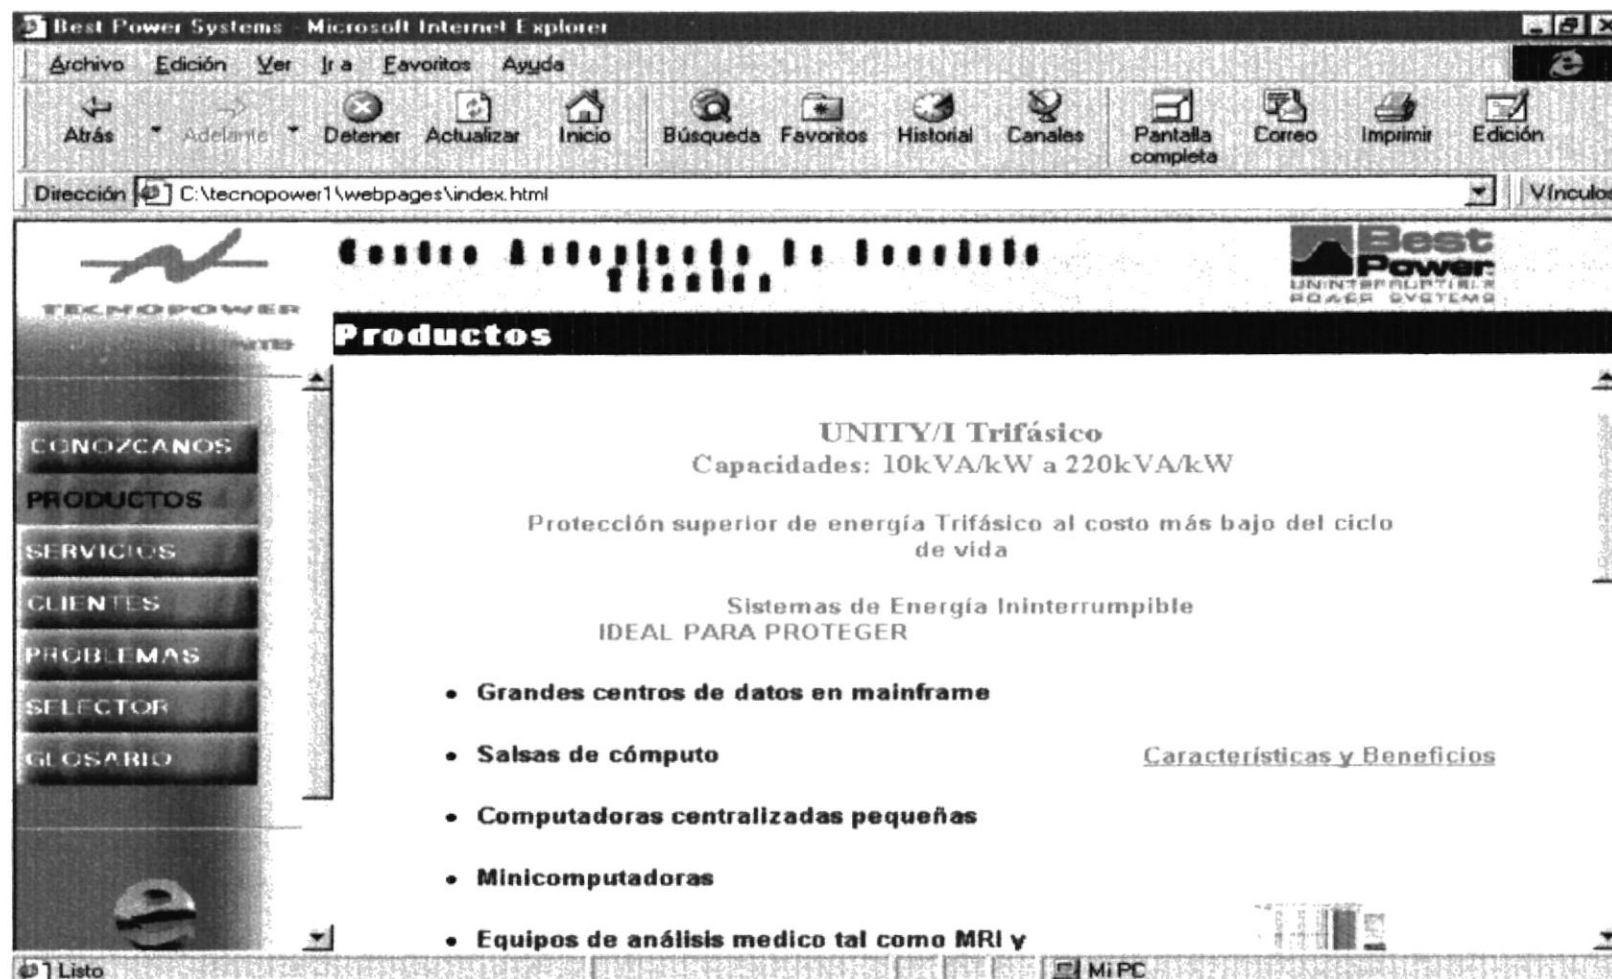 Best Power Systems - Microsoft Internet Explorer
Archivo Edición Ver Ir a Favoritos Ayuda
Atrás Adelante Detener Actualizar Inicio Búsqueda Favoritos Historial Canales Pantalla completa Correo Imprimir Edición
Dirección C:\tecnopower1\webpages\index.html Vínculos
TECNOPOWER
Best
Power
UNINTERRUPTIBLE
POWER SYSTEMS
Productos
CONOZCANOS
PRODUCTOS
SERVICIOS
CLIENTES
PROBLEMAS
SELECTOR
GLOSARIO
UNITY/I Trifásico
Capacidades: 10kVA/kW a 220kVA/kW
Protección superior de energía Trifásico al costo más bajo del ciclo
de vida
Sistemas de Energía Ininterrumpible
IDEAL PARA PROTEGER
• Grandes centros de datos en mainframe
• Salsas de cómputo
Características y Beneficios
• Computadoras centralizadas pequeñas
• Minicomputadoras
• Equipos de análisis medico tal como MRI y
Listo
Mi PC